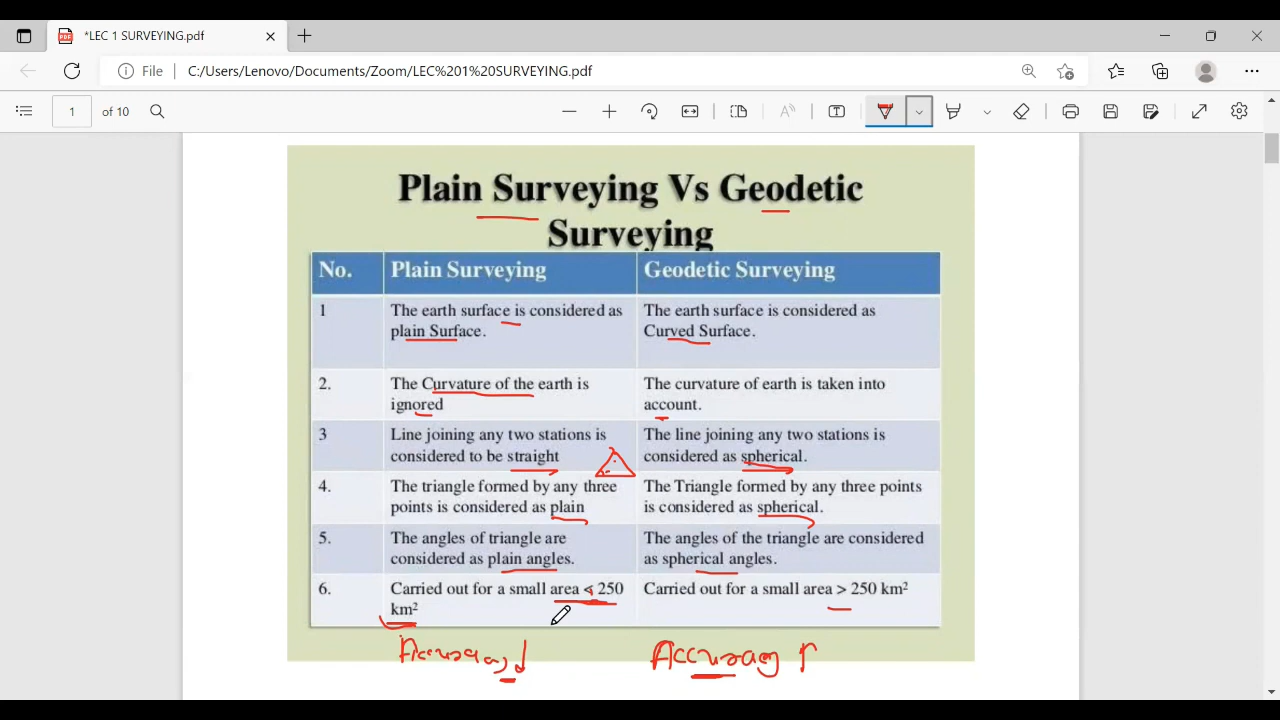 *LEC 1 SURVEYING.pdf
File
C:/Users/Lenovo/Documents/Zoom/LEC%201%20SURVEYING.pdf
1 of 10
Plain Surveying Vs Geodetic
Surveying
No. Plain Surveying Geodetic Surveying
1 The earth surface is considered as The earth surface is considered as
plain Surface. Curved Surface.
2. The Curvature of the earth is The curvature of earth is taken into
ignored account.
3 Line joining any two stations is The line joining any two stations is
considered to be straight considered as spherical.
4. The triangle formed by any three The Triangle formed by any three points
points is considered as plain is considered as spherical.
5. The angles of triangle are The angles of the triangle are considered
considered as plain angles. as spherical angles.
6. Carried out for a small area < 250 Carried out for a small area > 250 km²
km²
Accuracy ↓ Accuracy ↑